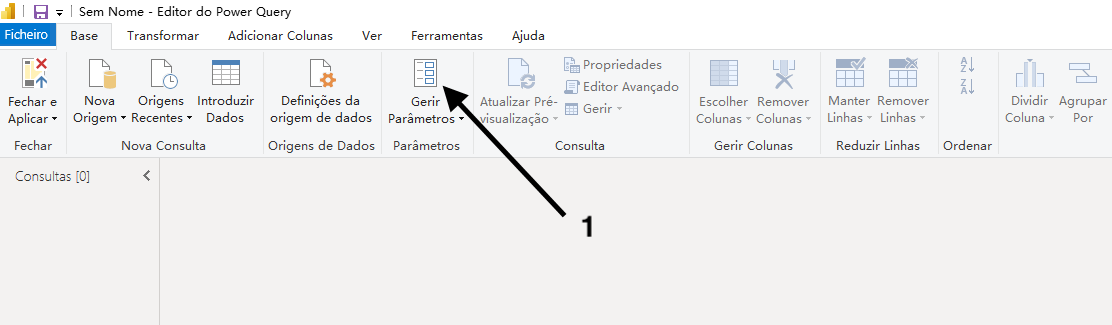 Sem Nome - Editor do Power Query
Ficheiro Base Transformar Adicionar Colunas Ver Ferramentas Ajuda
Fechar e
Aplicar
Fechar
Nova
Origem
Origens
Recentes
Introduzir
Dados
Nova Consulta
Definições da
origem de dados
Origens de Dados
Gerir
Parâmetros
Parâmetros
Atualizar Pré-
visualização
Propriedades
Editor Avançado
Gerir
Consulta
Escolher
Colunas
Remover
Colunas
Gerir Colunas
Manter
Linhas
Remover
Linhas
Reduzir Linhas
A
Z
Z
A
Ordenar
Dividir
Coluna
Agrupar
Por
Consultas [0]
1